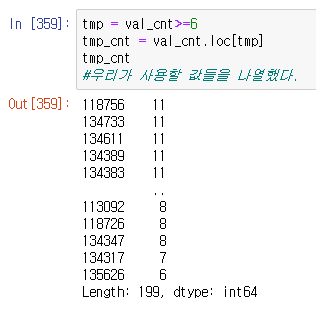 In [359]: tmp = val_cnt>=6
tmp_cnt = val_cnt.loc[tmp]
tmp_cnt
#우리가 사용할 값들을 나열했다.
Out[359]: 118756 11
134733 11
134611 11
134389 11
134383 11
..
113092 8
118726 8
134347 8
134317 7
135626 6
Length: 199, dtype: int64